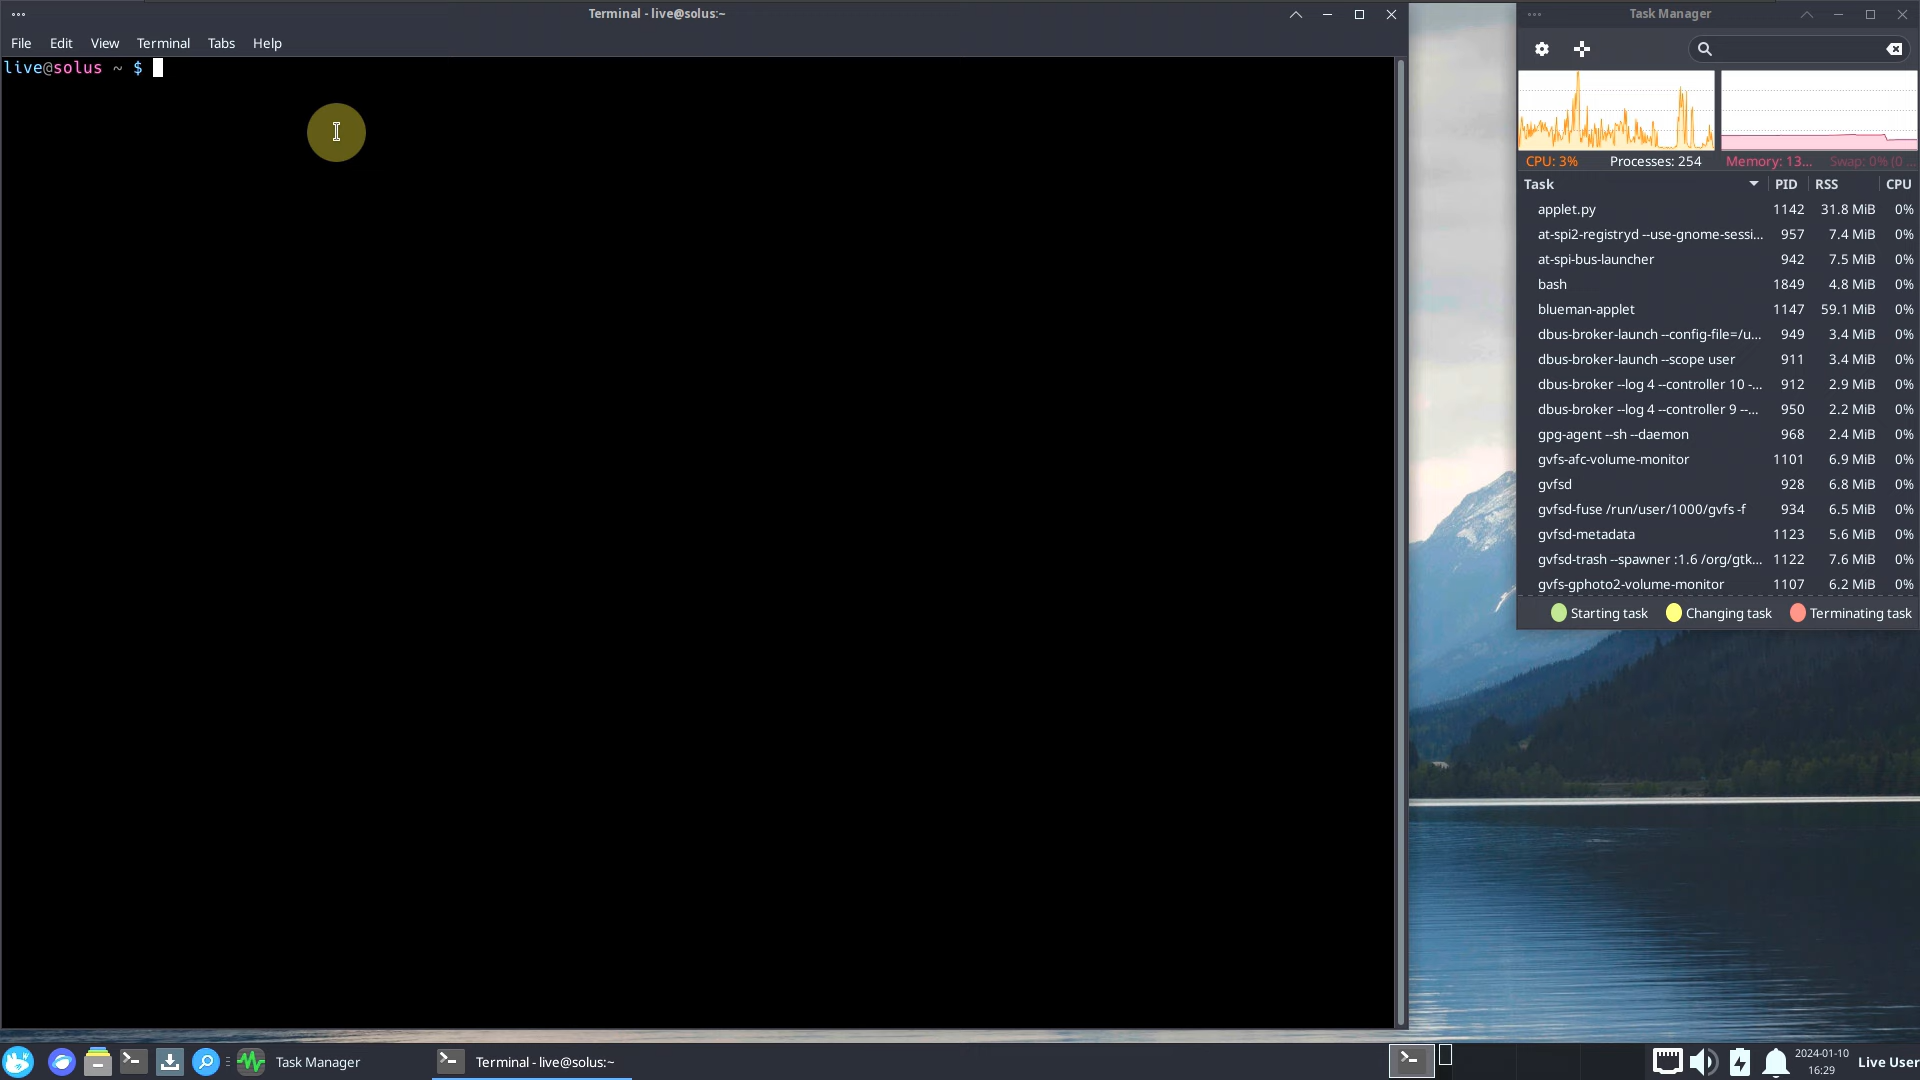 Terminal - live@solus:~
File Edit View Terminal Tabs Help
live@solus ~ $
Task Manager
CPU: 3% Processes: 254 Memory: 13... Swap: 0% (0 ...
Task PID RSS CPU
applet.py 1142 31.8 MiB 0%
at-spi2-registryd --use-gnome-sessi... 957 7.4 MiB 0%
at-spi-bus-launcher 942 7.5 MiB 0%
bash 1849 4.8 MiB 0%
blueman-applet 1147 59.1 MiB 0%
dbus-broker-launch --config-file=/u... 949 3.4 MiB 0%
dbus-broker-launch --scope user 911 3.4 MiB 0%
dbus-broker --log 4 --controller 10 -... 912 2.9 MiB 0%
dbus-broker --log 4 --controller 9 --... 950 2.2 MiB 0%
gpg-agent --sh --daemon 968 2.4 MiB 0%
gvfs-afc-volume-monitor 1101 6.9 MiB 0%
gvfsd 928 6.8 MiB 0%
gvfsd-fuse /run/user/1000/gvfs -f 934 6.5 MiB 0%
gvfsd-metadata 1123 5.6 MiB 0%
gvfsd-trash --spawner :1.6 /org/gtk... 1122 7.6 MiB 0%
gvfs-gphoto2-volume-monitor 1107 6.2 MiB 0%
Starting task Changing task Terminating task
Task Manager Terminal - live@solus:~ 2024-01-10 Live User
16:29